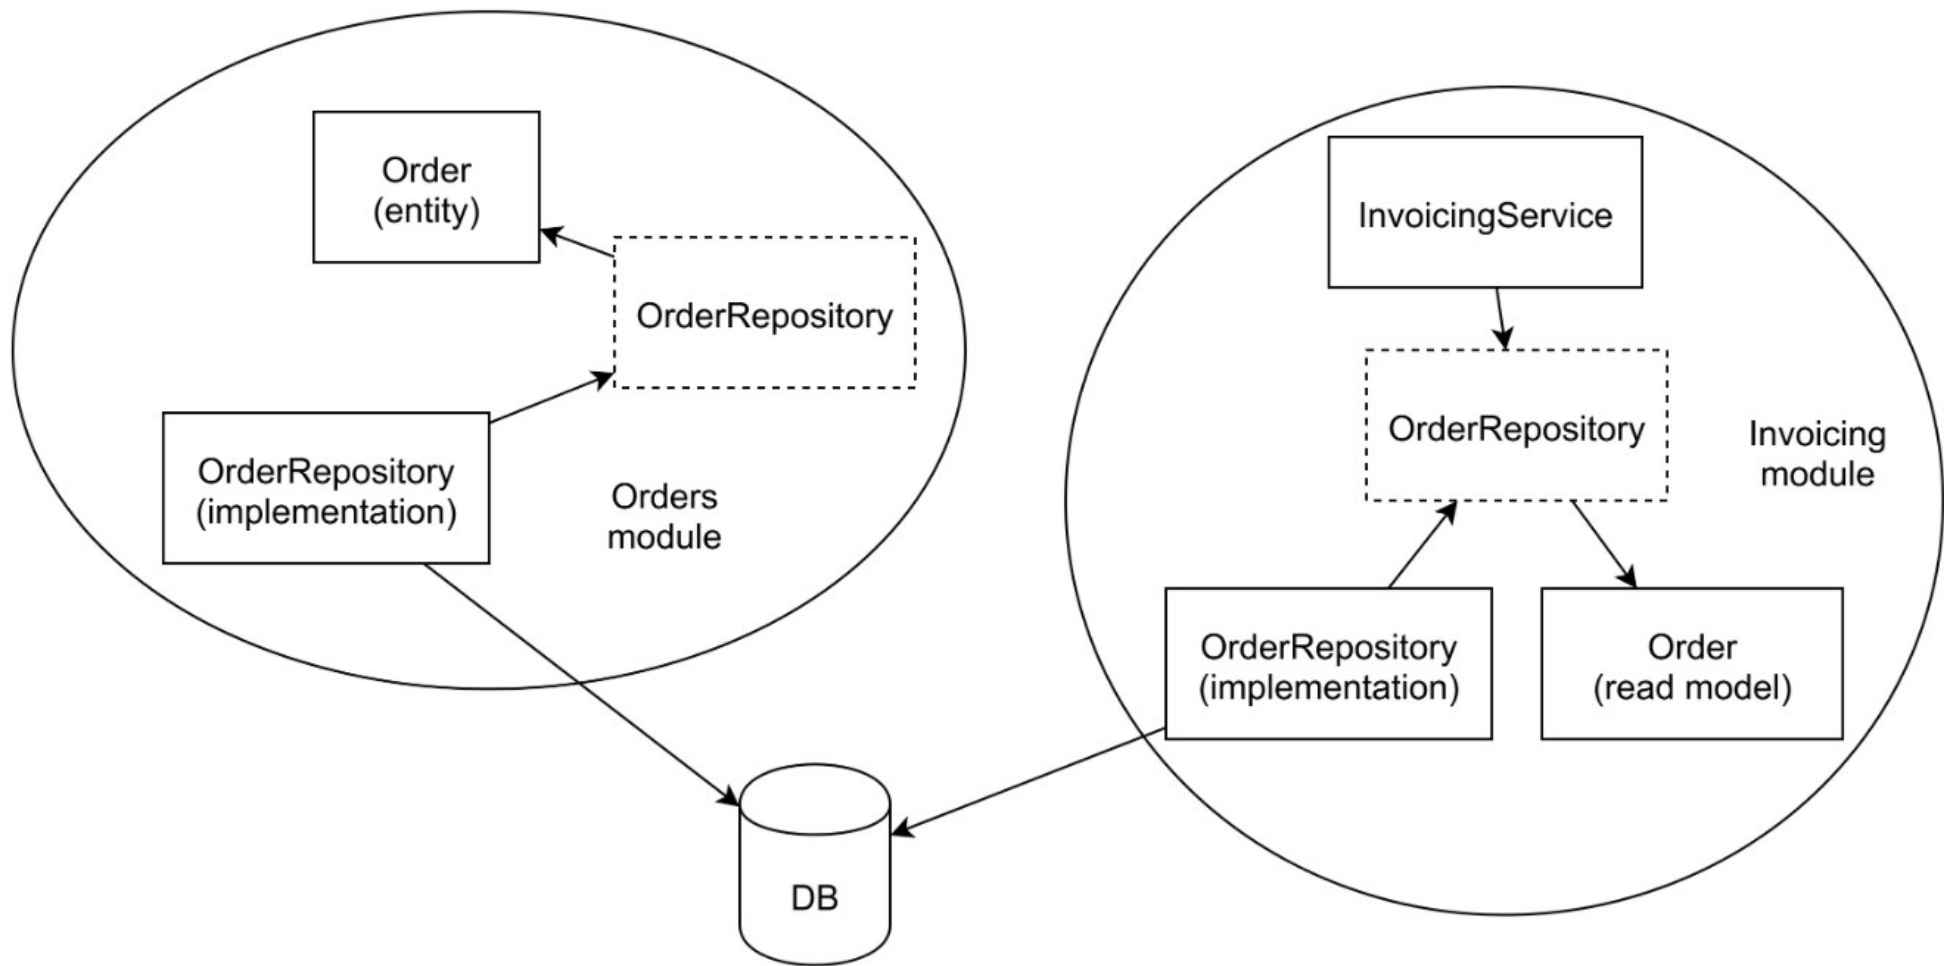 Order
(entity)
OrderRepository
OrderRepository
(implementation)
Orders
module
InvoicingService
OrderRepository
Invoicing
module
OrderRepository
(implementation)
Order
(read model)
DB